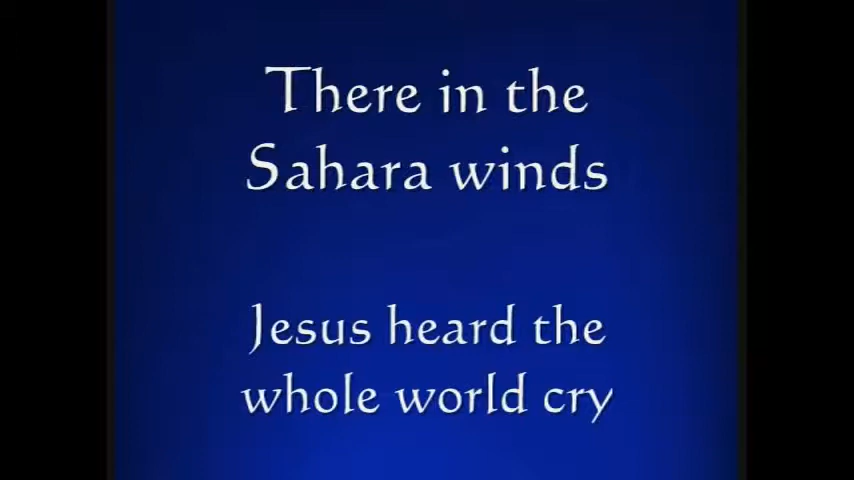 There in the
Sahara winds
Jesus heard the
whole world cry